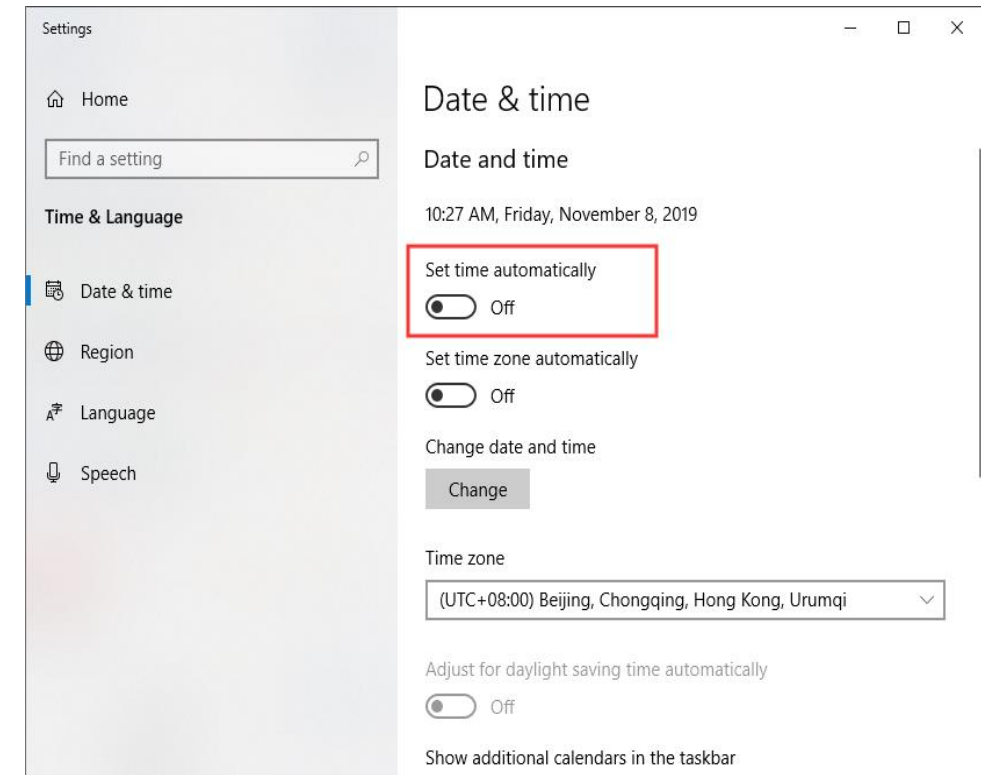 Settings
Home
Find a setting
Time & Language
Date & time
Region
Language
Speech
Date & time
Date and time
10:27 AM, Friday, November 8, 2019
Set time automatically
Off
Set time zone automatically
Off
Change date and time
Change
Time zone
(UTC+08:00) Beijing, Chongqing, Hong Kong, Urumqi
Adjust for daylight saving time automatically
Off
Show additional calendars in the taskbar